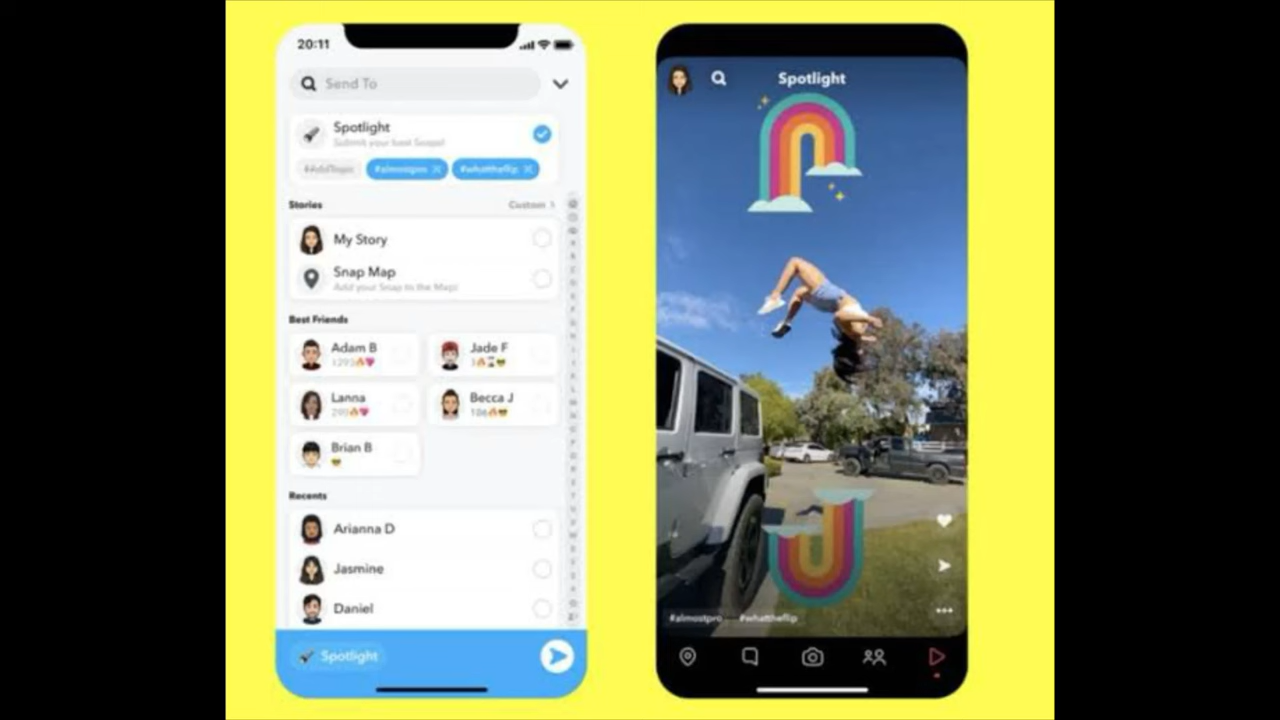 20:11
Send To
Spotlight
Submit your best Snaps!
#AddTopic #almostpro #whattheflip
Stories
Custom
My Story
Snap Map
Add your Snap to the Map!
Best Friends
Adam B
Jade F
Lanna
Becca J
106
Brian B
Recents
Arianna D
Jasmine
Daniel
Spotlight
Spotlight
#almostpro #whattheflip